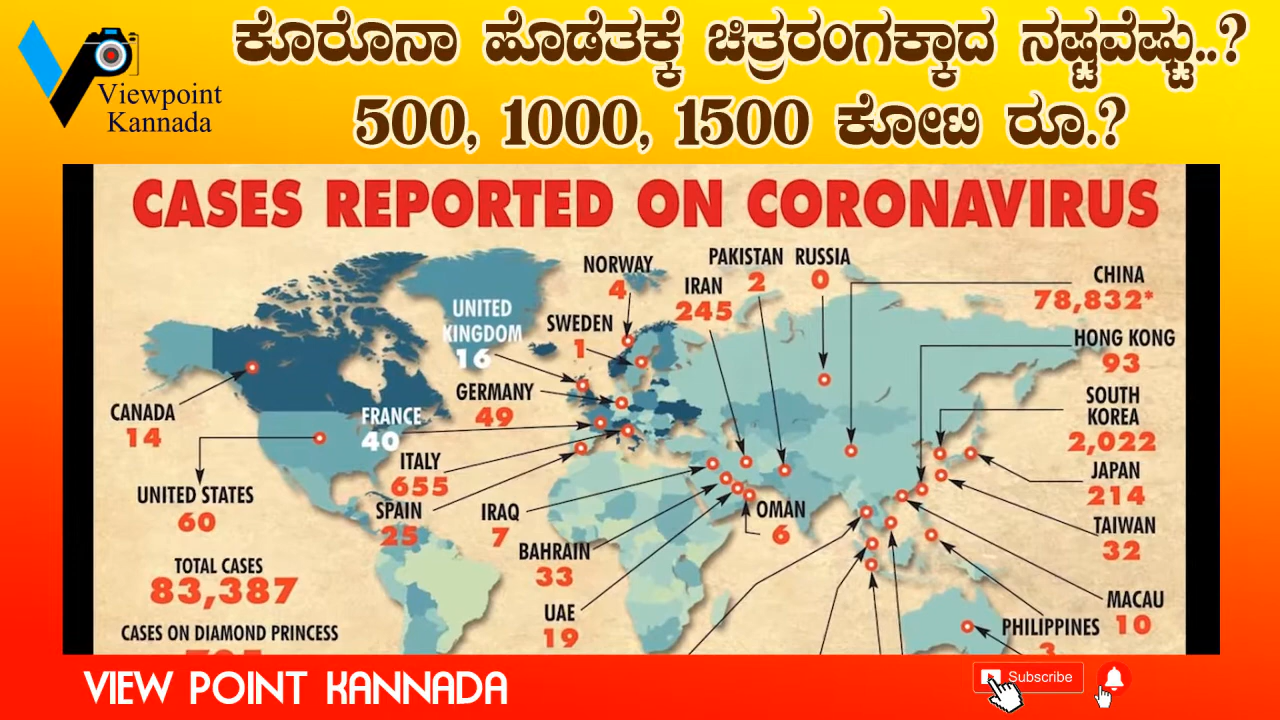 ಕೊರೊನಾ ಹೊಡೆತಕ್ಕೆ ಚಿತ್ರರಂಗಕ್ಕಾದ ನಷ್ಟವೆಷ್ಟು..?
500, 1000, 1500 ಕೋಟಿ ರೂ.?
Viewpoint
Kannada
CASES REPORTED ON CORONAVIRUS
NORWAY
4
PAKISTAN
2
RUSSIA
0
IRAN
245
CHINA
78,832*
UNITED
KINGDOM
16
SWEDEN
1
HONG KONG
93
GERMANY
49
SOUTH
KOREA
2,022
CANADA
14
FRANCE
40
ITALY
655
JAPAN
214
UNITED STATES
60
SPAIN
25
IRAQ
7
OMAN
6
TAIWAN
32
BAHRAIN
33
TOTAL CASES
83,387
UAE
19
MACAU
10
PHILIPPINES
3
CASES ON DIAMOND PRINCESS
VIEW POINT KANNADA
Subscribe